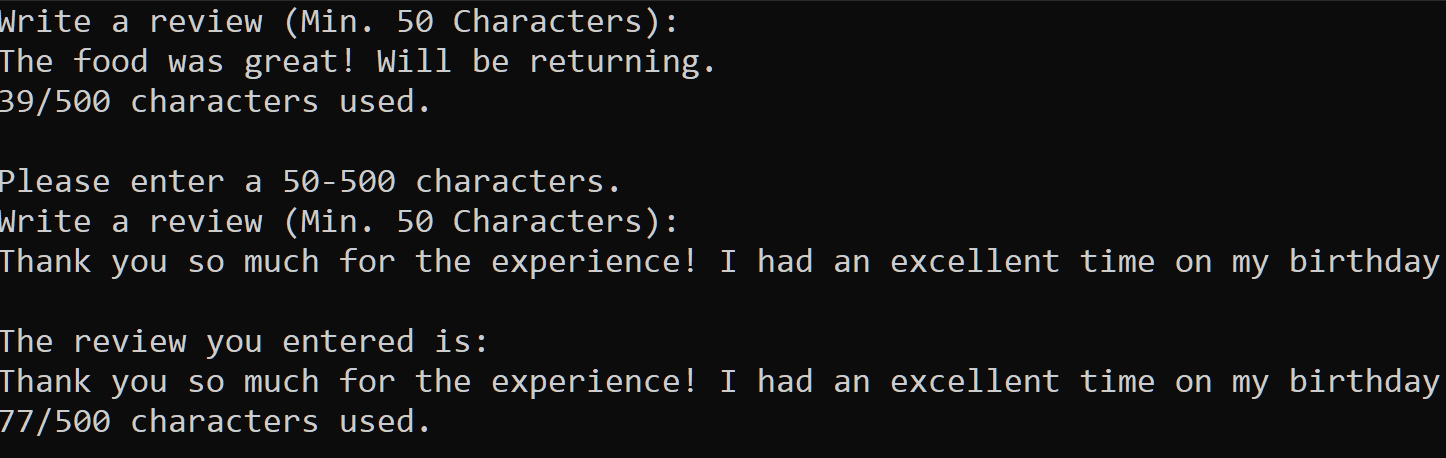 Write a review (Min. 50 Characters):
The food was great! Will be returning.
39/500 characters used.
Please enter a 50-500 characters.
Write a review (Min. 50 Characters):
Thank you so much for the experience! I had an excellent time on my birthday
The review you entered is:
Thank you so much for the experience! I had an excellent time on my birthday
77/500 characters used.